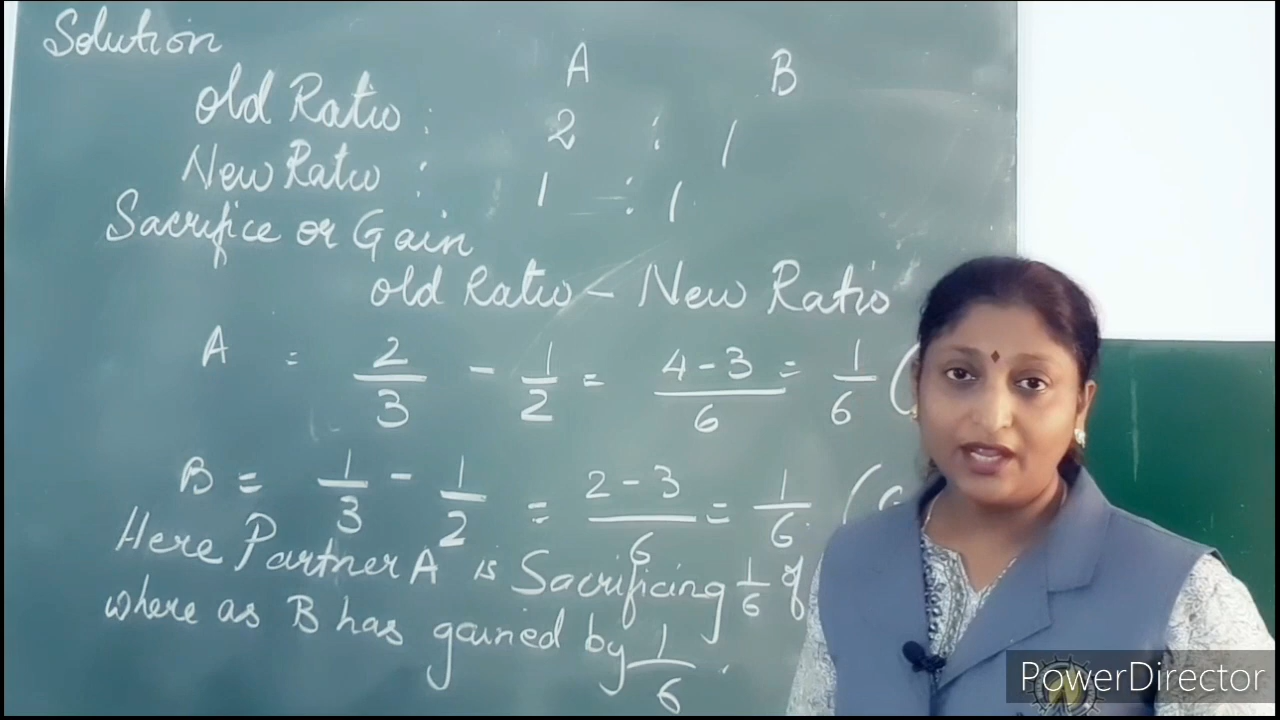 Solution
A B
Old Ratio : 2 : 1
New Ratio : 1 : 1
Sacrifice or Gain
Old Ratio - New Ratio
A = 2/3 - 1/2 = 4-3/6 = 1/6 (
B = 1/3 - 1/2 = 2-3/6 = 1/6 (
Here Partner A is Sacrificing 1/6 of
where as B has gained by 1/6 .
PowerDirector